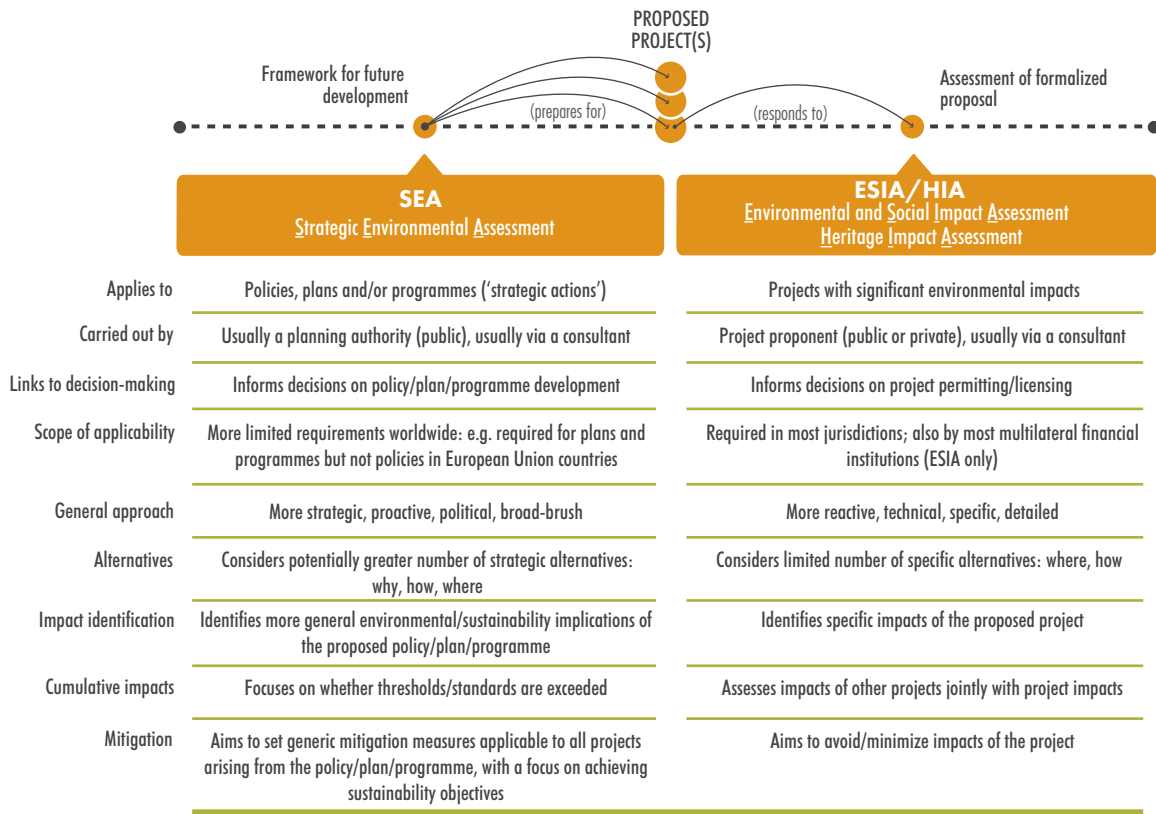 PROPOSED
PROJECT(S)
Framework for future
development
Assessment of formalized
proposal
(prepares for)
(responds to)
SEA
Strategic Environmental Assessment
ESIA/HIA
Environmental and Social Impact Assessment
Heritage Impact Assessment
Applies to
Policies, plans and/or programmes (‘strategic actions’)
Projects with significant environmental impacts
Carried out by
Usually a planning authority (public), usually via a consultant
Project proponent (public or private), usually via a consultant
Links to decision-making
Informs decisions on policy/plan/programme development
Informs decisions on project permitting/licensing
Scope of applicability
More limited requirements worldwide: e.g. required for plans and
programmes but not policies in European Union countries
Required in most jurisdictions; also by most multilateral financial
institutions (ESIA only)
General approach
More strategic, proactive, political, broad-brush
More reactive, technical, specific, detailed
Alternatives
Considers potentially greater number of strategic alternatives:
why, how, where
Considers limited number of specific alternatives: where, how
Impact identification
Identifies more general environmental/sustainability implications of
the proposed policy/plan/programme
Identifies specific impacts of the proposed project
Cumulative impacts
Focuses on whether thresholds/standards are exceeded
Assesses impacts of other projects jointly with project impacts
Mitigation
Aims to set generic mitigation measures applicable to all projects
arising from the policy/plan/programme, with a focus on achieving
sustainability objectives
Aims to avoid/minimize impacts of the project